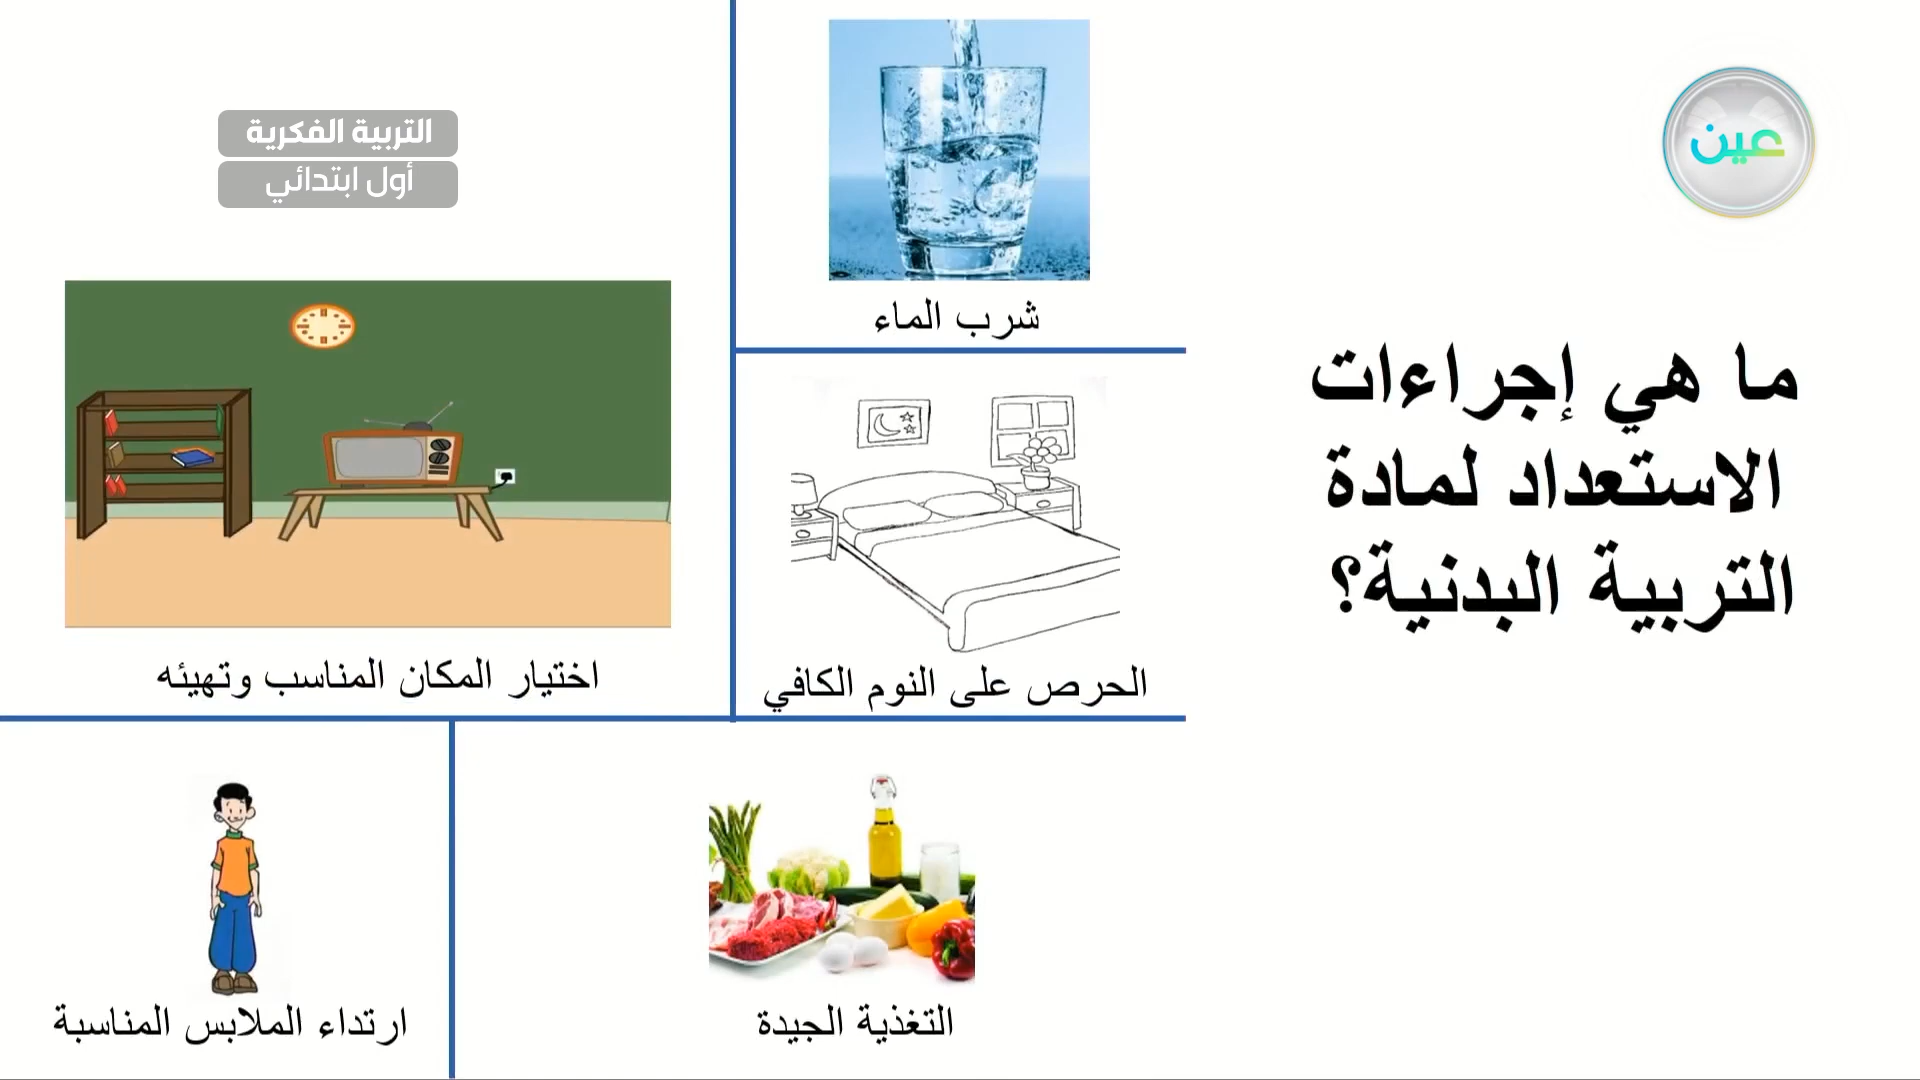 عين
التربية الفكرية
أول ابتدائي
ما هي إجراءات
الاستعداد لمادة
التربية البدنية؟
شرب الماء
الحرص على النوم الكافي
اختيار المكان المناسب وتهيئه
التغذية الجيدة
ارتداء الملابس المناسبة